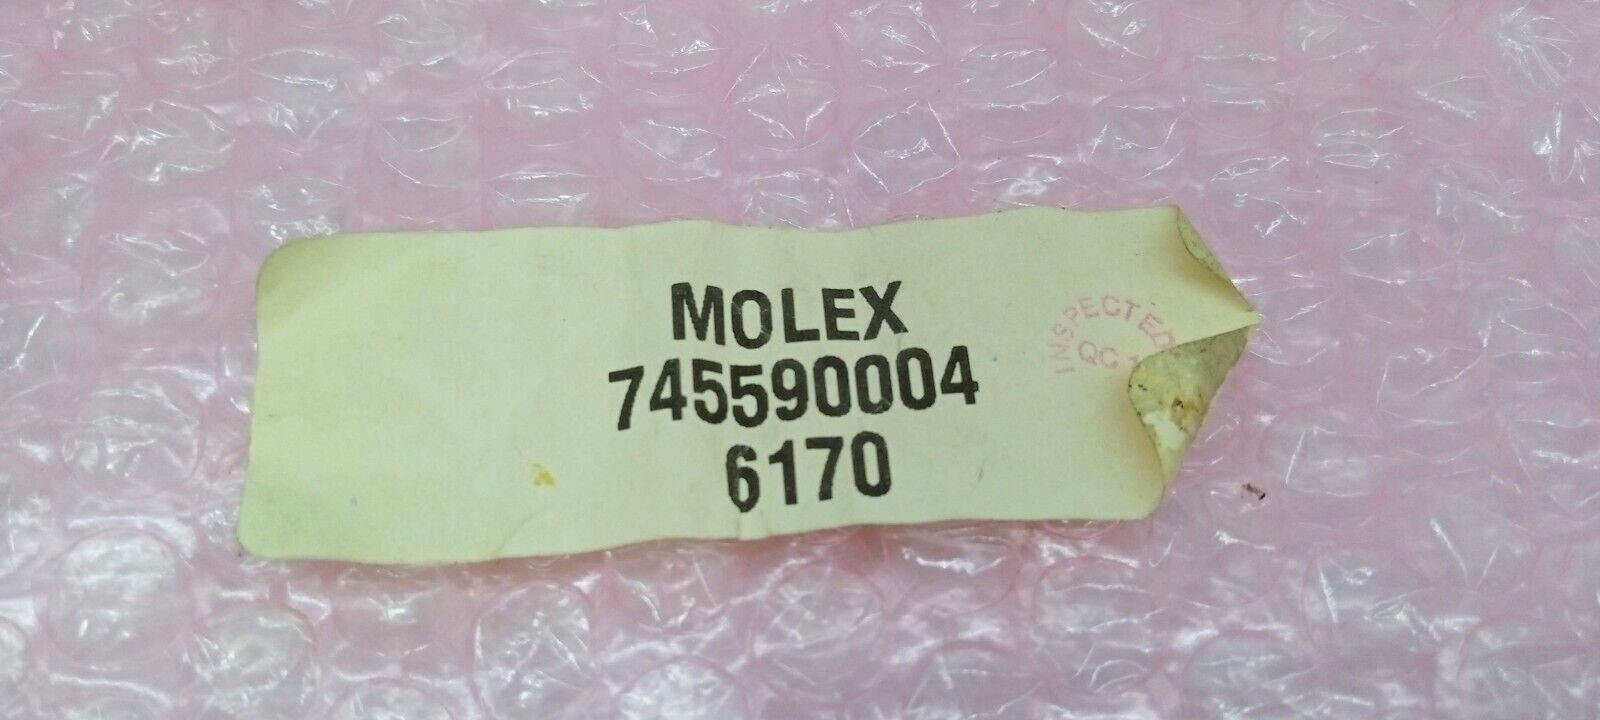 MOLEX
745590004
6170
INSPECTED
QC